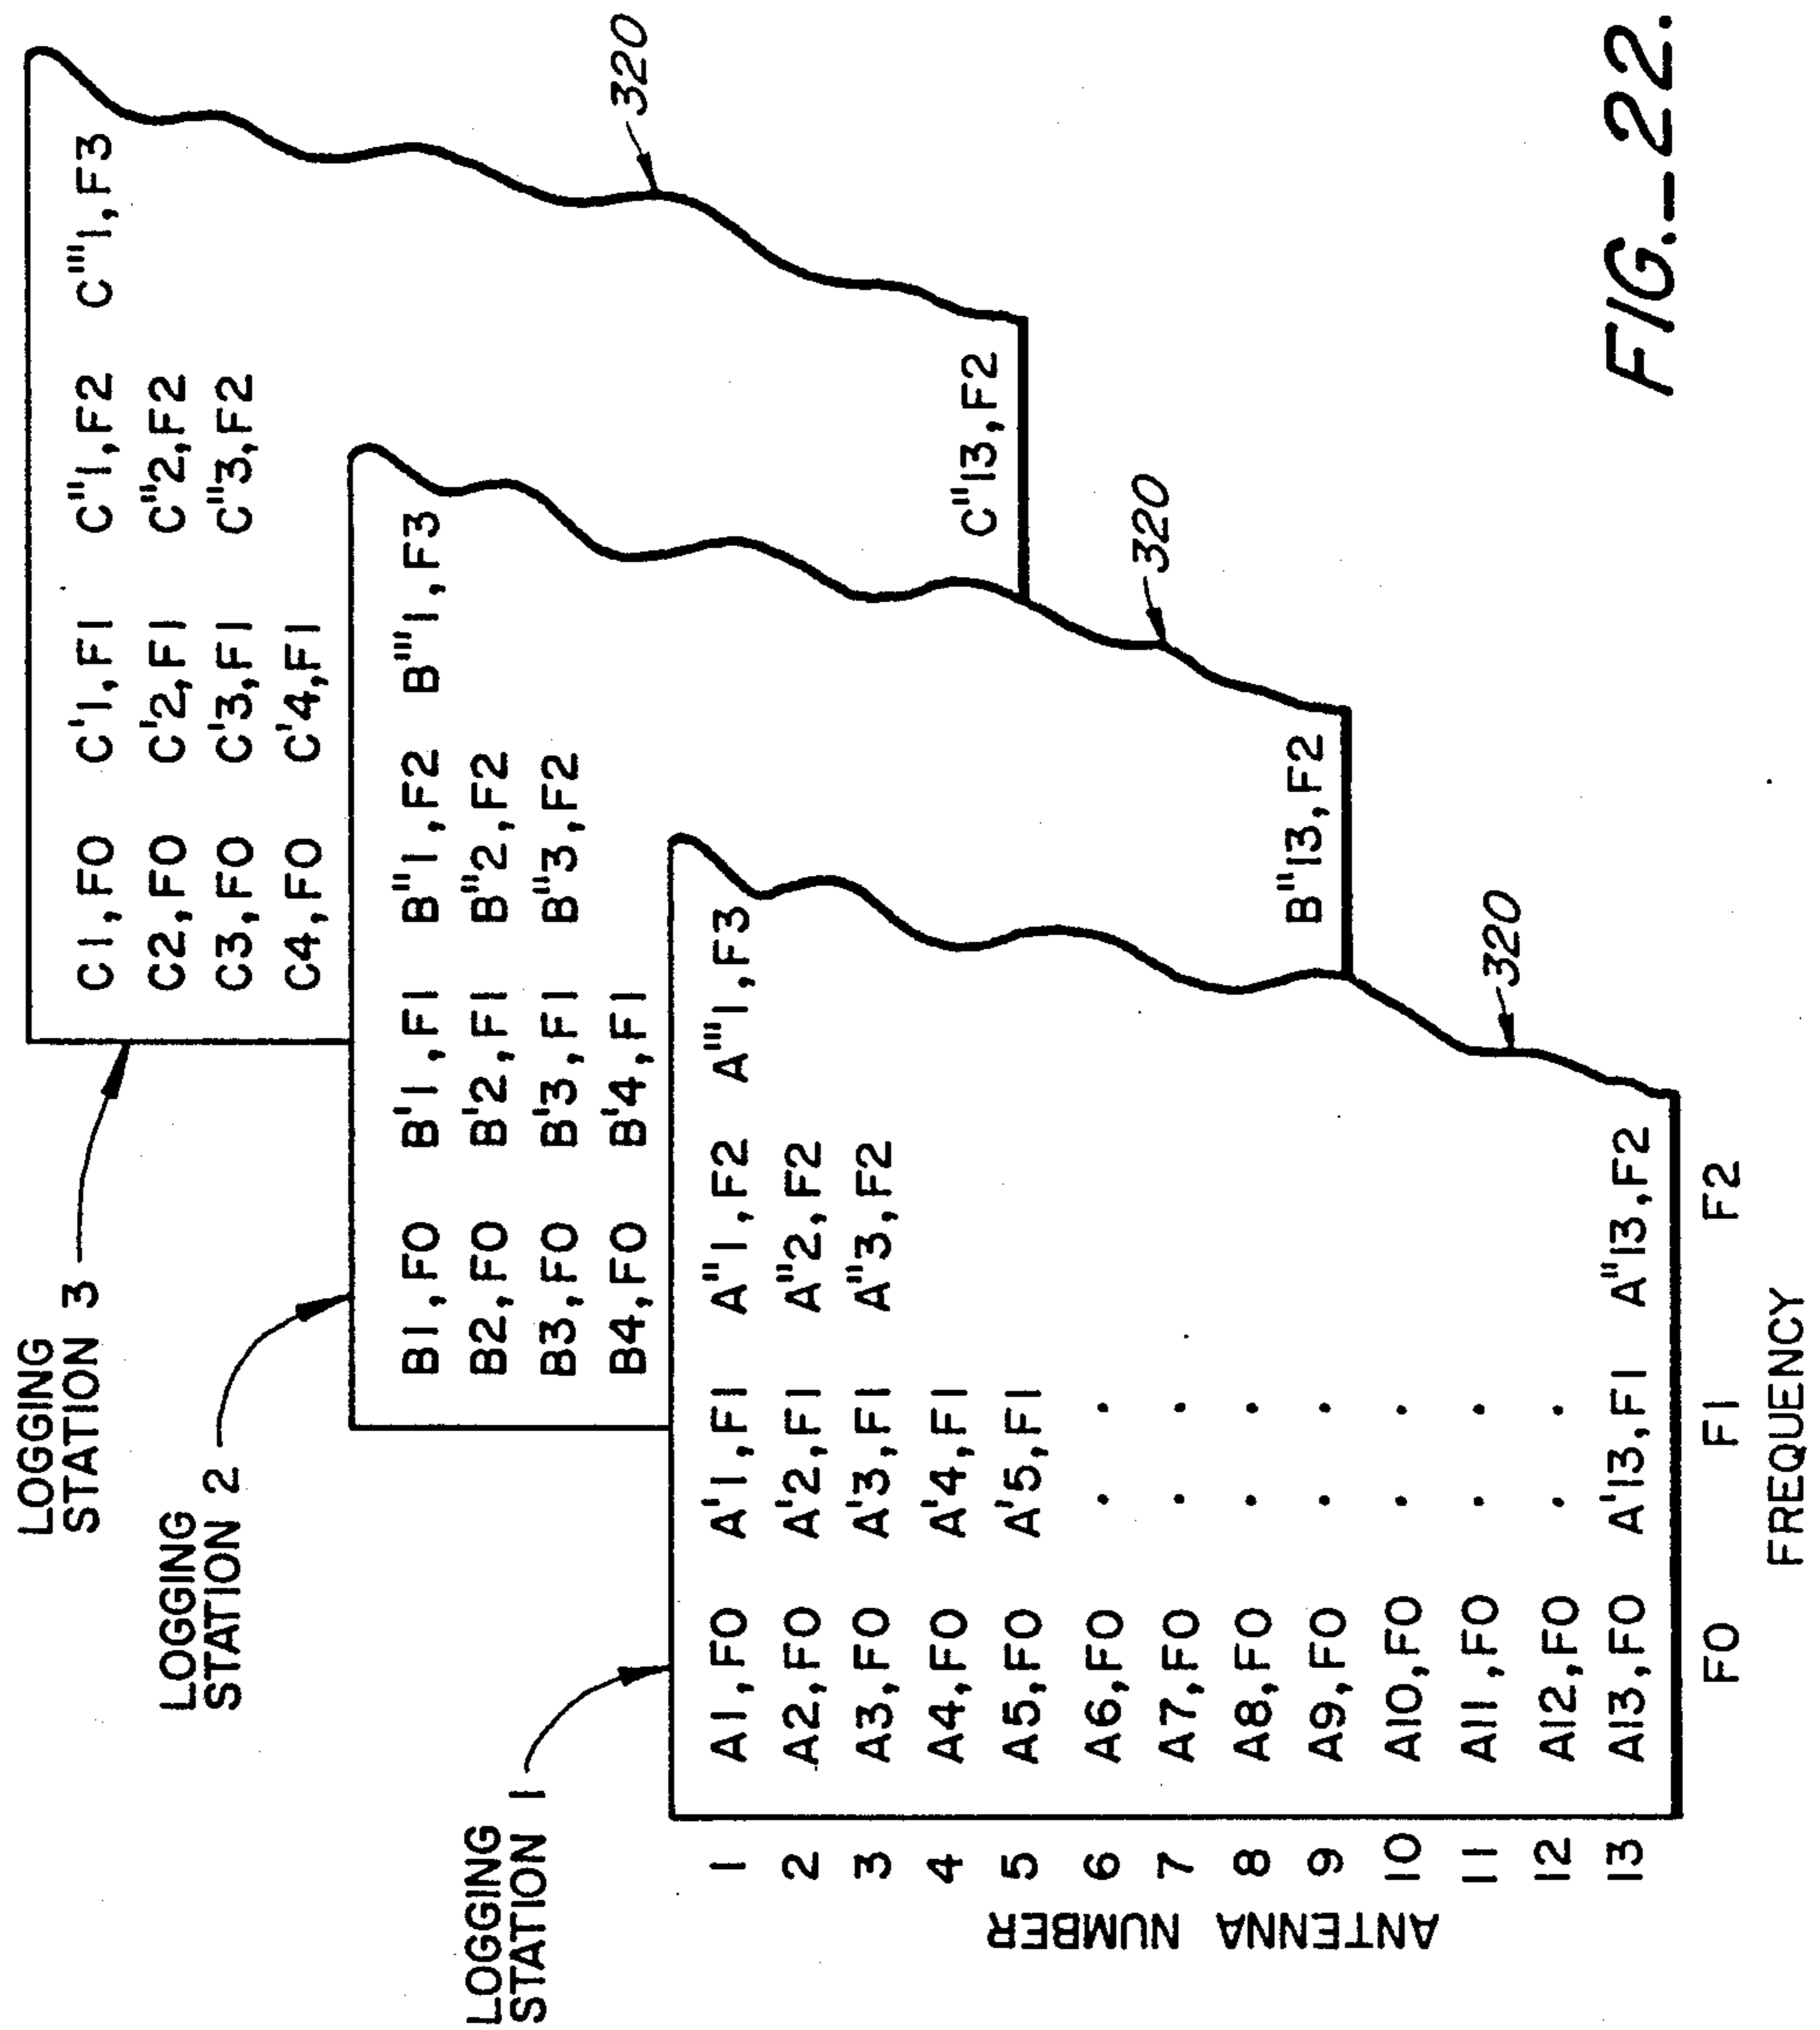 LOGGING
STATION 3
C1,F0 C'1,F1 C"1,F2 C'''1,F3
C2,F0 C'2,F1 C"2,F2
C3,F0 C'3,F1 C"3,F2
C4,F0 C'4,F1
C"13,F2
320
LOGGING
STATION 2
B1,F0 B'1,F1 B"1,F2 B'''1,F3
B2,F0 B'2,F1 B"2,F2
B3,F0 B'3,F1 B"3,F2
B4,F0 B'4,F1
B"13,F2
320
LOGGING
STATION 1
ANTENNA NUMBER
1 A1,F0 A'1,F1 A"1,F2 A'''1,F3
2 A2,F0 A'2,F1 A"2,F2
3 A3,F0 A'3,F1 A"3,F2
4 A4,F0 A'4,F1
5 A5,F0 A'5,F1
6 A6,F0 . .
7 A7,F0 . .
8 A8,F0 . .
9 A9,F0 . .
10 A10,F0 . .
11 A11,F0 . .
12 A12,F0 . .
13 A13,F0 A'13,F1 A"13,F2
320
F0 F1 F2
FREQUENCY
FIG._22.